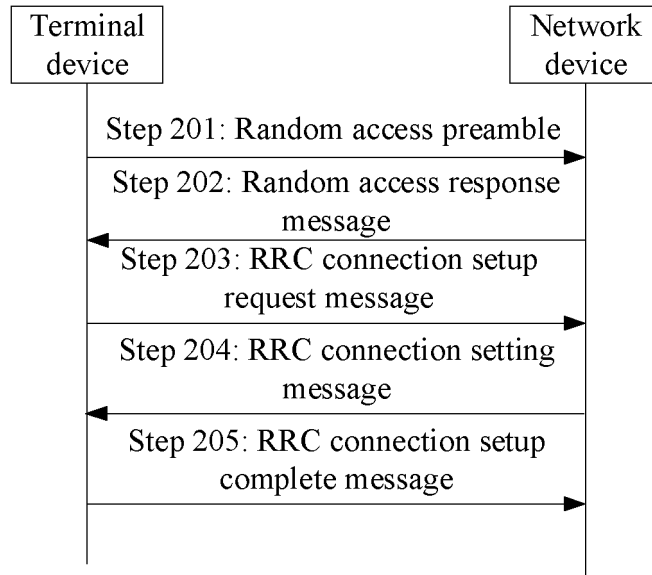 Terminal
device
Network
device
Step 201: Random access preamble
Step 202: Random access response
message
Step 203: RRC connection setup
request message
Step 204: RRC connection setting
message
Step 205: RRC connection setup
complete message